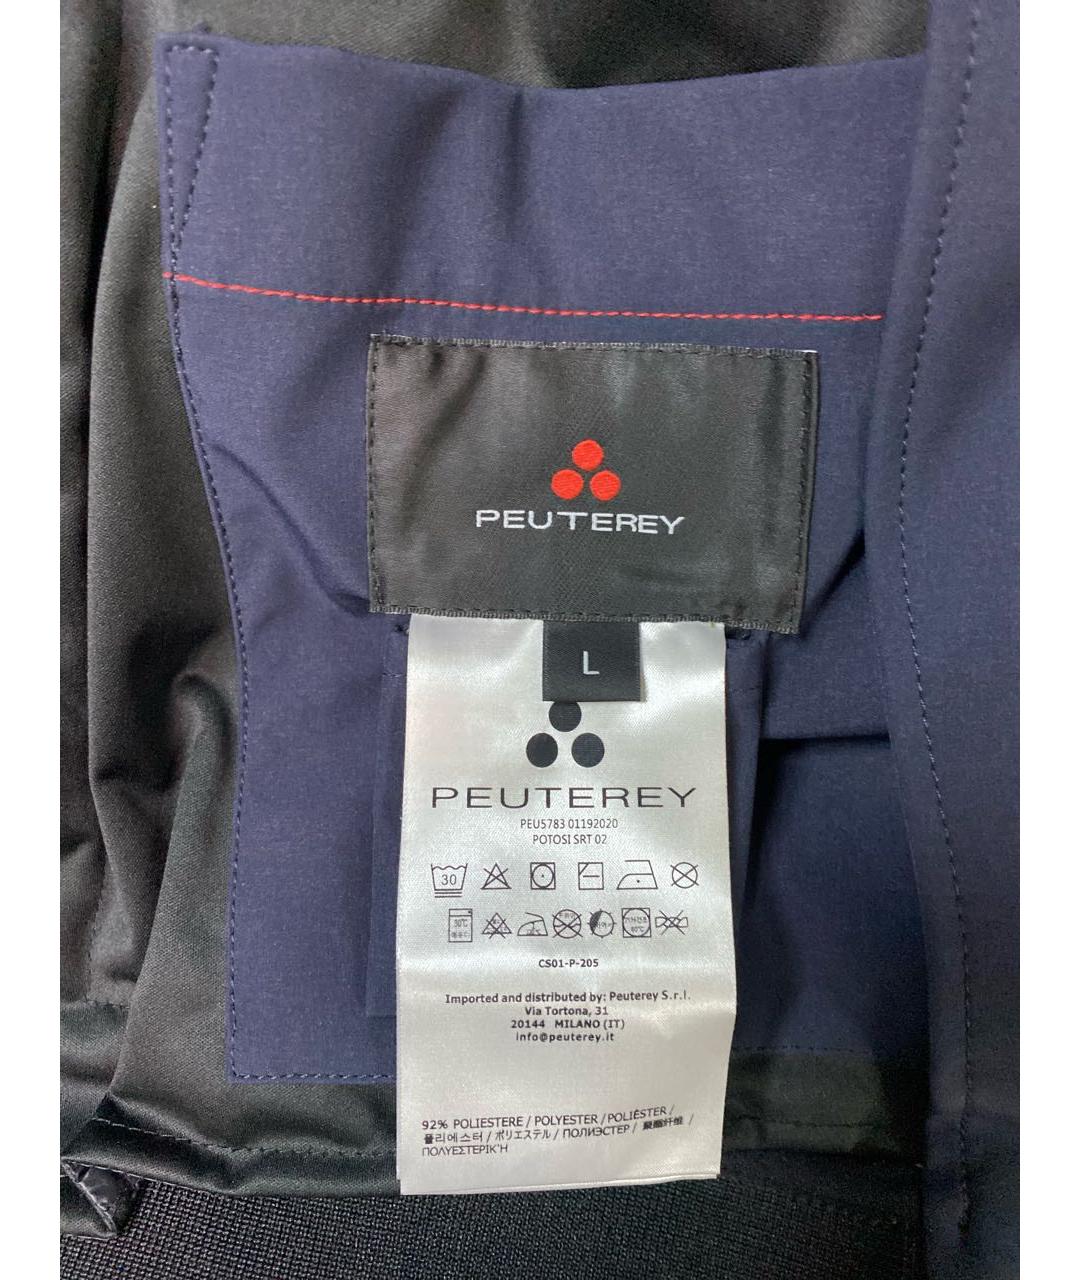 PEUTEREY
L
PEUTEREY
PEU5783 01192020
POTOSI SRT 02
30
CS01-P-205
Imported and distributed by: Peuterey S.r.l.
Via Tortona, 31
20144 MILANO (IT)
info@peuterey.it
92% POLIESTERE / POLYESTER / POLIÉSTER /
폴리에스터 / ポリエステル / ПОЛИЭСТЕР / 聚酯纤维 /
ΠΟΛΥΕΣΤΕΡΙΚΉ